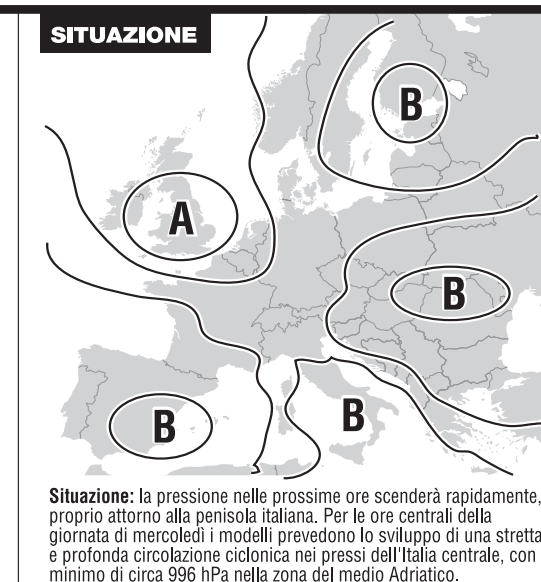 SITUAZIONE
B
A
B
B
B
Situazione: la pressione nelle prossime ore scenderà rapidamente,
proprio attorno alla penisola italiana. Per le ore centrali della
giornata di mercoledì i modelli prevedono lo sviluppo di una stretta
e profonda circolazione ciclonica nei pressi dell'Italia centrale, con
minimo di circa 996 hPa nella zona del medio Adriatico.